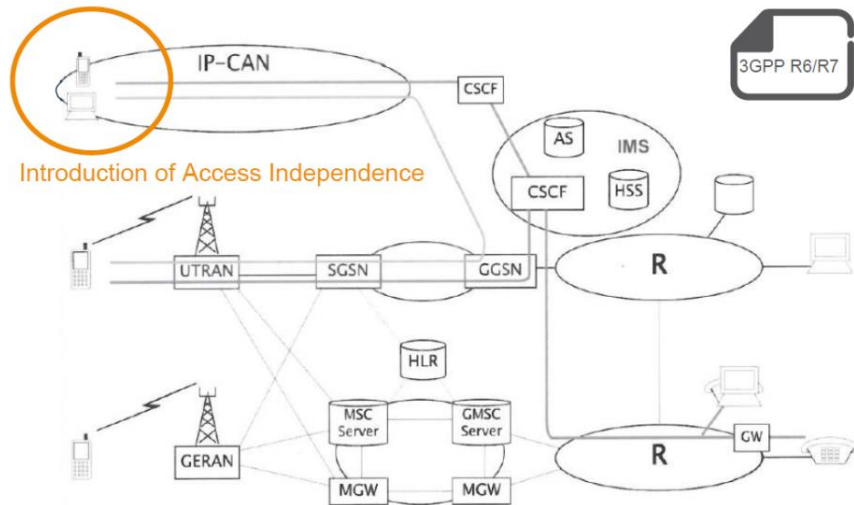 3GPP R6/R7
IP-CAN
CSCF
AS
IMS
Introduction of Access Independence
CSCF
HSS
UTRAN
SGSN
GGSN
R
HLR
MSC
Server
GMSC
Server
GERAN
R
GW
MGW
MGW